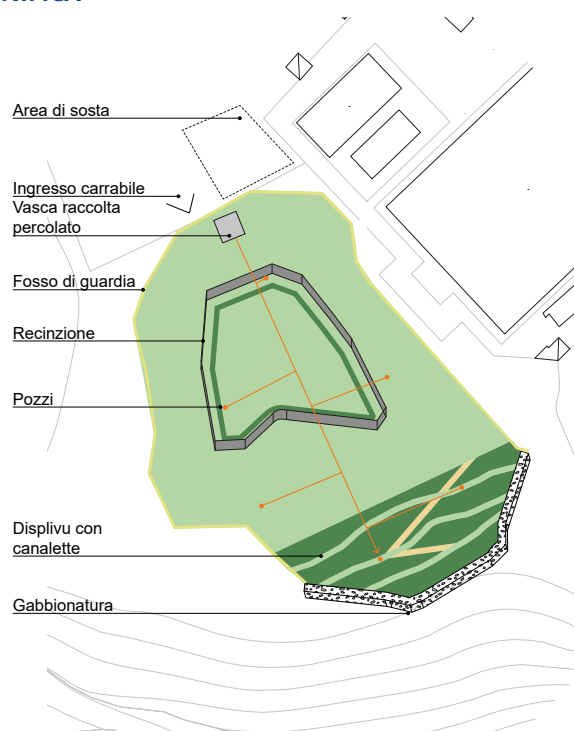 Area di sosta
Ingresso carrabile
Vasca raccolta
percolato
Fosso di guardia
Recinzione
Pozzi
Displivu con
canalette
Gabbionatura